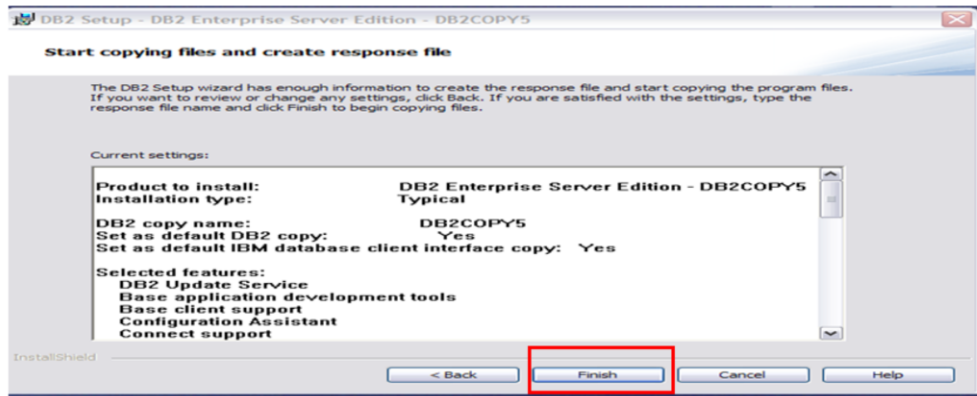 DB2 Setup - DB2 Enterprise Server Edition - DB2COPY5
Start copying files and create response file
The DB2 Setup wizard has enough information to create the response file and start copying the program files.
If you want to review or change any settings, click Back. If you are satisfied with the settings, type the
response file name and click Finish to begin copying files.
Current settings:
Product to install: DB2 Enterprise Server Edition - DB2COPY5
Installation type: Typical
DB2 copy name: DB2COPY5
Set as default DB2 copy: Yes
Set as default IBM database client interface copy: Yes
Selected features:
DB2 Update Service
Base application development tools
Base client support
Configuration Assistant
Connect support
InstallShield
< Back Finish Cancel Help